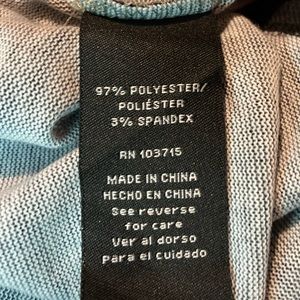 97% POLYESTER/
POLIÉSTER
3% SPANDEX
RN 103715
MADE IN CHINA
HECHO EN CHINA
See reverse
for care
Ver al dorso
Para el cuidado